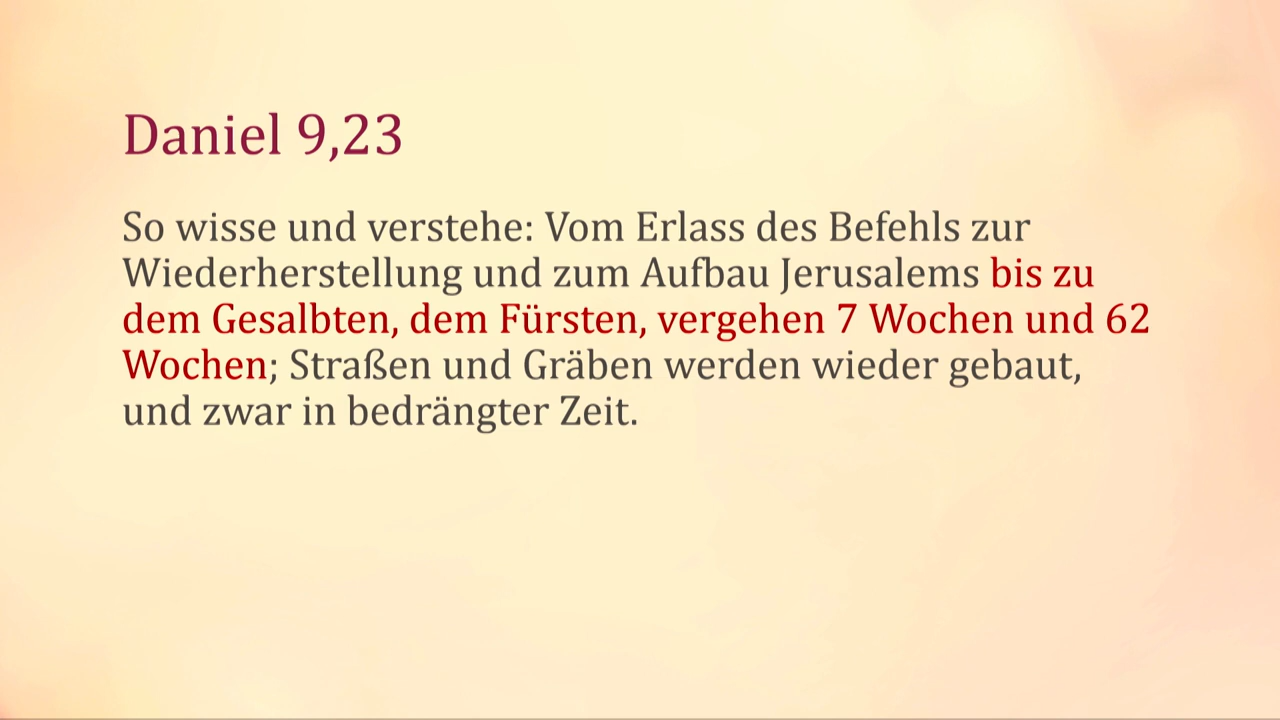 Daniel 9,23
So wisse und verstehe: Vom Erlass des Befehls zur
Wiederherstellung und zum Aufbau Jerusalems bis zu
dem Gesalbten, dem Fürsten, vergehen 7 Wochen und 62
Wochen; Straßen und Gräben werden wieder gebaut,
und zwar in bedrängter Zeit.